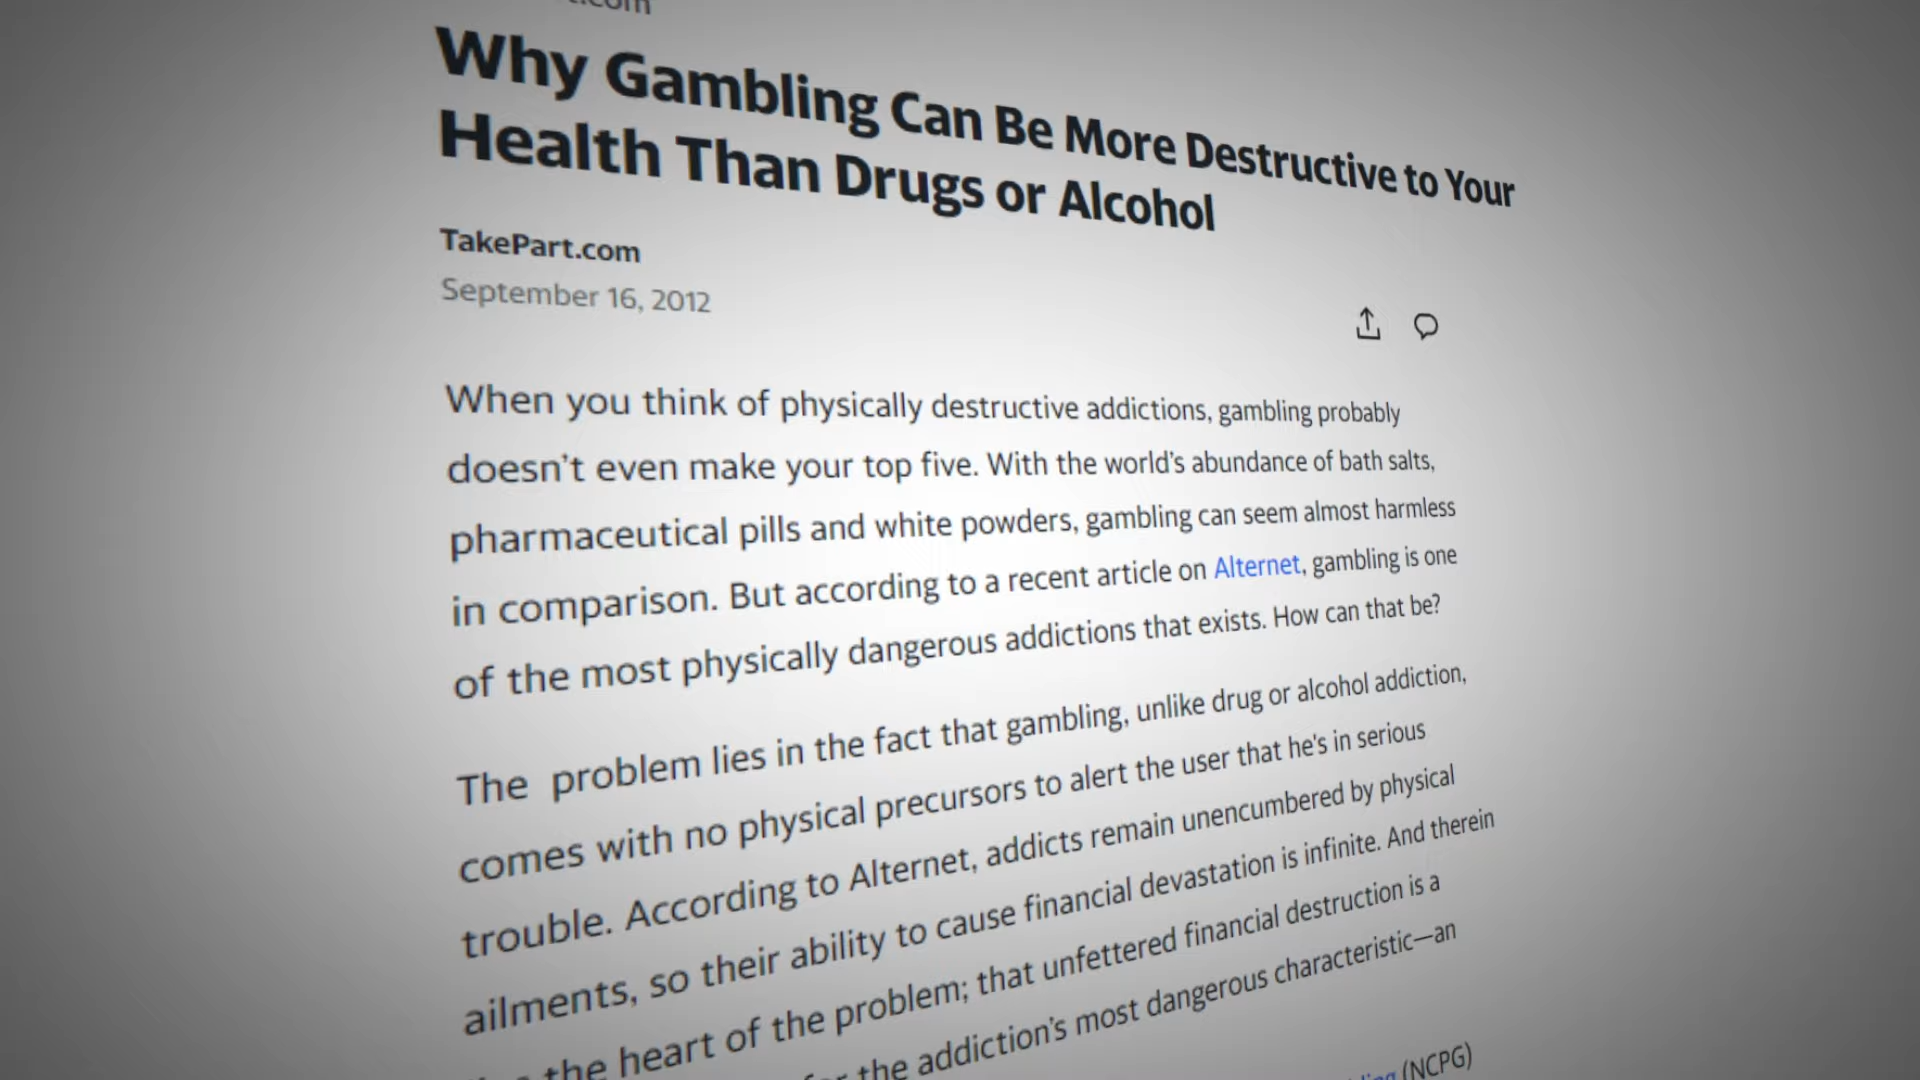 .com
Why Gambling Can Be More Destructive to Your
Health Than Drugs or Alcohol
TakePart.com
September 16, 2012
When you think of physically destructive addictions, gambling probably
doesn't even make your top five. With the world's abundance of bath salts,
pharmaceutical pills and white powders, gambling can seem almost harmless
in comparison. But according to a recent article on Alternet, gambling is one
of the most physically dangerous addictions that exists. How can that be?
The problem lies in the fact that gambling, unlike drug or alcohol addiction,
comes with no physical precursors to alert the user that he's in serious
trouble. According to Alternet, addicts remain unencumbered by physical
ailments, so their ability to cause financial devastation is infinite. And therein
the heart of the problem; that unfettered financial destruction is a
the addiction's most dangerous characteristic—an
(NCPG)